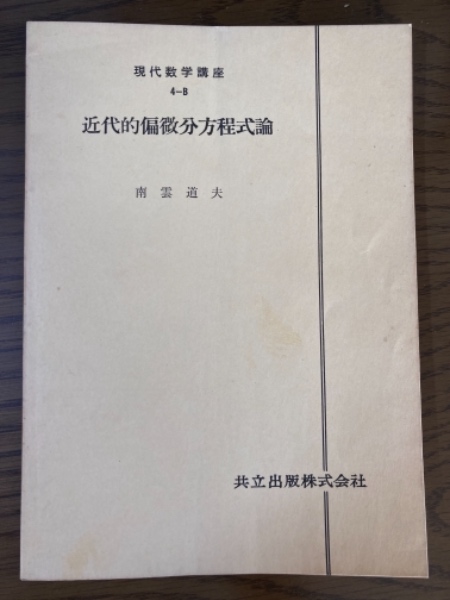 現代数学講座
4-B
近代的偏微分方程式論
南雲道夫
共立出版株式会社